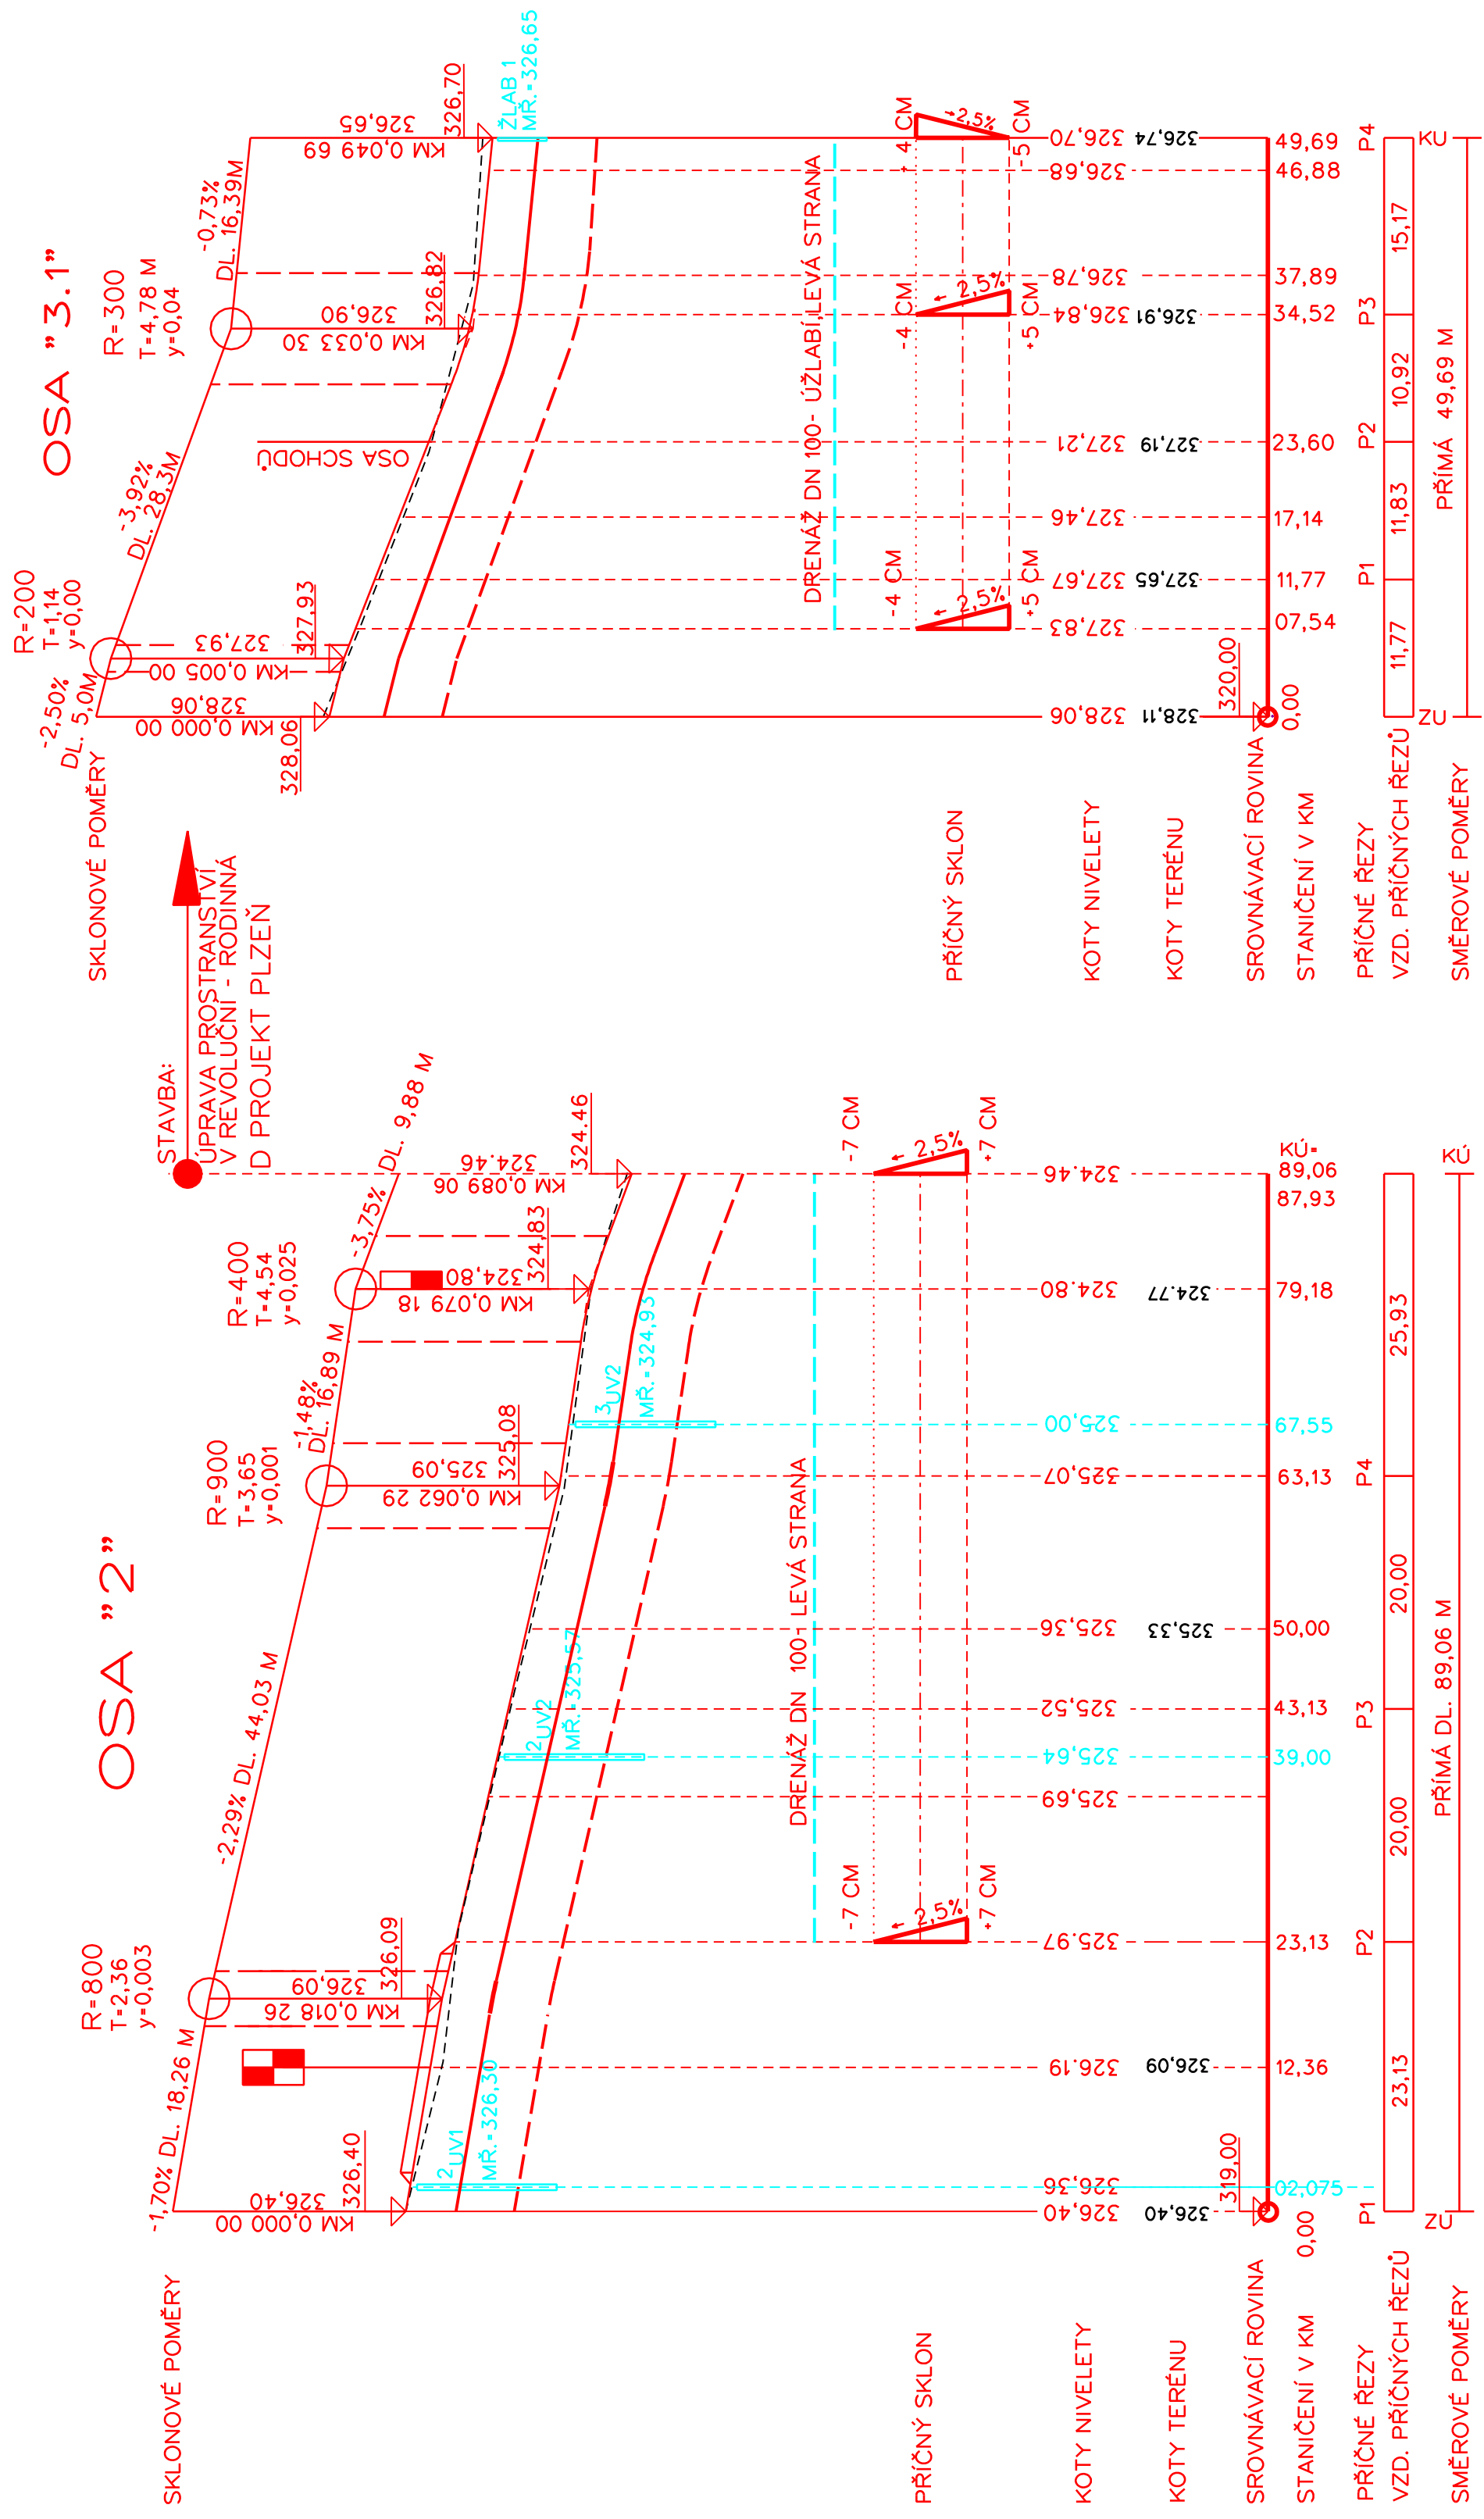 OSA "2"
R=800
T=2,36
y=0,003
R=900
T=3,65
y=0,001
R=400
T=4,54
y=0,025
STAVBA:
ÚPRAVA PROSTRANSTVÍ
V REVOLUČNÍ - RODINNÁ
D PROJEKT PLZEŇ
SKLONOVÉ POMĚRY
-1,70% DL. 18,26 M
-2,29% DL. 44,03 M
-1,48%
DL. 16,89 M
-3,75% DL. 9,88 M
326,40
KM 0,000 00
326,40
326,09
KM 0,018 26
326,09
325,09
KM 0,062 29
325,08
324,80
KM 0,079 18
324,83
324.46
KM 0,089 06
324.46
2 UV1
MŘ.=326,30
2 UV2
MŘ.=325,57
3 UV2
MŘ.=324,93
DRENÁŽ DN 100- LEVÁ STRANA
PŘÍČNÝ SKLON
-7 CM
2,5%
+7 CM
-7 CM
2,5%
+7 CM
KOTY NIVELETY
326,40
326,36
326.19
325.97
325.69
325,64
325,52
325,36
325,07
325,00
324.80
324.46
KOTY TERÉNU
326,40
326,09
325,33
324.77
SROVNÁVACÍ ROVINA
319,00
STANIČENÍ V KM
0,00
02,075
12,36
23,13
39,00
43,13
50,00
63,13
67,55
79,18
87,93
KÚ=
89,06
PŘÍČNÉ ŘEZY
P1
P2
P3
P4
VZD. PŘÍČNÝCH ŘEZŮ
23,13
20,00
20,00
25,93
SMĚROVÉ POMĚRY
ZÚ
PŘÍMÁ DL. 89,06 M
KÚ
OSA "3.1"
R=200
T=1,14
y=0,00
R=300
T=4,78 M
y=0,04
SKLONOVÉ POMĚRY
-2,50%
DL. 5,0M
-3,92%
DL. 28,3M
-0,73%
DL. 16,39M
328,06
KM 0,000 00
328,06
327,93
KM 0,005 00
327,93
OSA SCHODŮ
326,90
KM 0,033 30
326,82
326,65
KM 0,049 69
326,70
ŽLAB 1
MŘ.=326,65
DRENÁŽ DN 100- ÚŽLABÍ,LEVÁ STRANA
PŘÍČNÝ SKLON
-4 CM
2,5%
+5 CM
-4 CM
2,5%
+5 CM
+4 CM
2,5%
-5 CM
KOTY NIVELETY
328,06
327,83
327,67
327,46
327,21
326,84
326,78
326,68
326,70
KOTY TERÉNU
328,11
327,65
327,19
326,91
326,74
SROVNÁVACÍ ROVINA
320,00
STANIČENÍ V KM
0,00
07,54
11,77
17,14
23,60
34,52
37,89
46,88
49,69
PŘÍČNÉ ŘEZY
P1
P2
P3
P4
VZD. PŘÍČNÝCH ŘEZŮ
11,77
11,83
10,92
15,17
SMĚROVÉ POMĚRY
ZU
PŘÍMÁ 49,69 M
KU